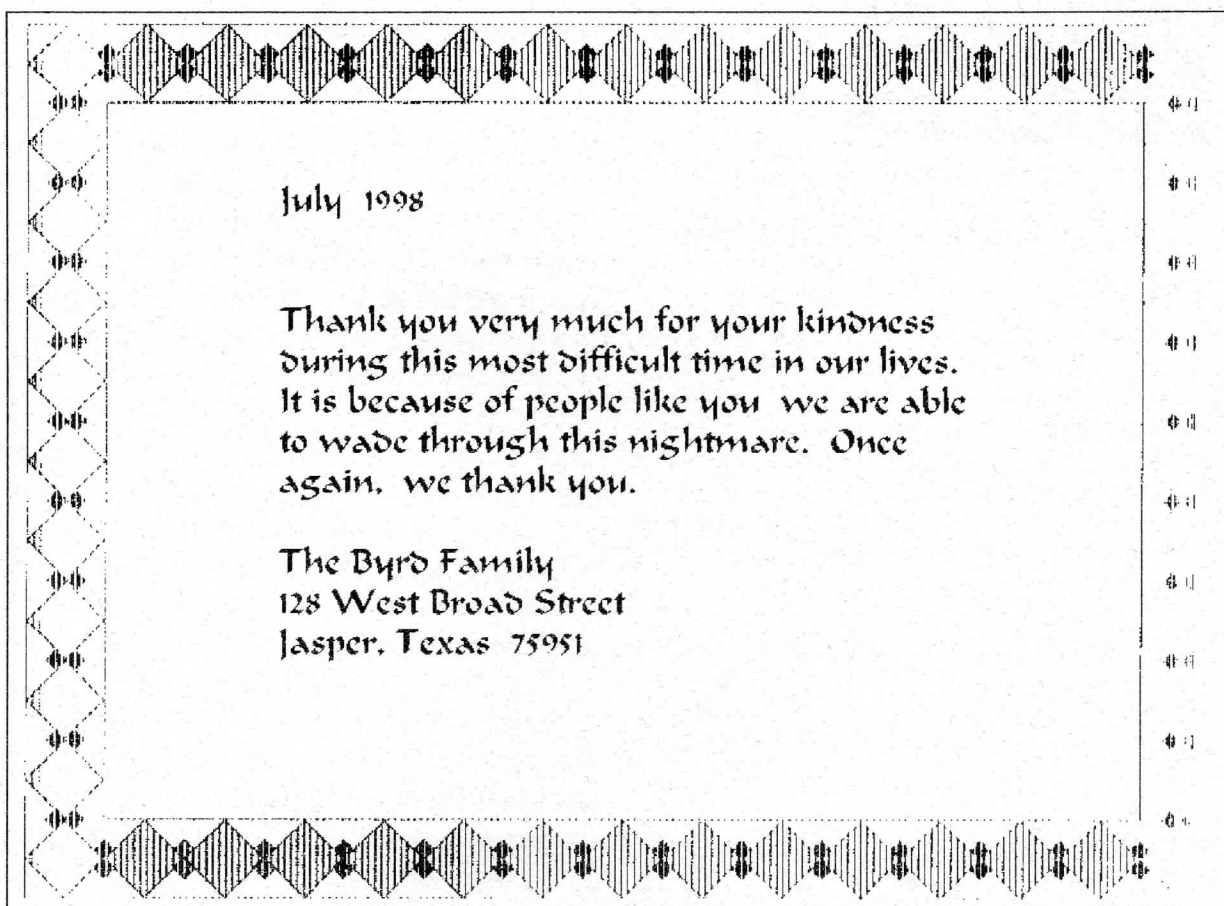 July 1998
Thank you very much for your kindness
during this most difficult time in our lives.
It is because of people like you we are able
to wade through this nightmare. Once
again, we thank you.
The Byrd Family
128 West Broad Street
Jasper, Texas 75951